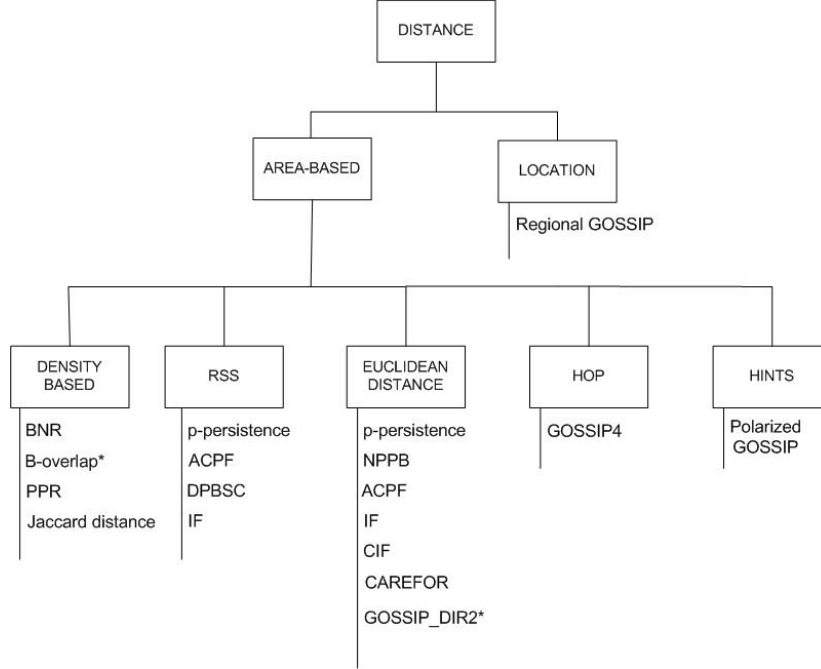 DISTANCE
AREA-BASED
LOCATION
Regional GOSSIP
DENSITY
BASED
BNR
B-overlap*
PPR
Jaccard distance
RSS
p-persistence
ACPF
DPBSC
IF
EUCLIDEAN
DISTANCE
p-persistence
NPPB
ACPF
IF
CIF
CAREFOR
GOSSIP_DIR2*
HOP
GOSSIP4
HINTS
Polarized
GOSSIP